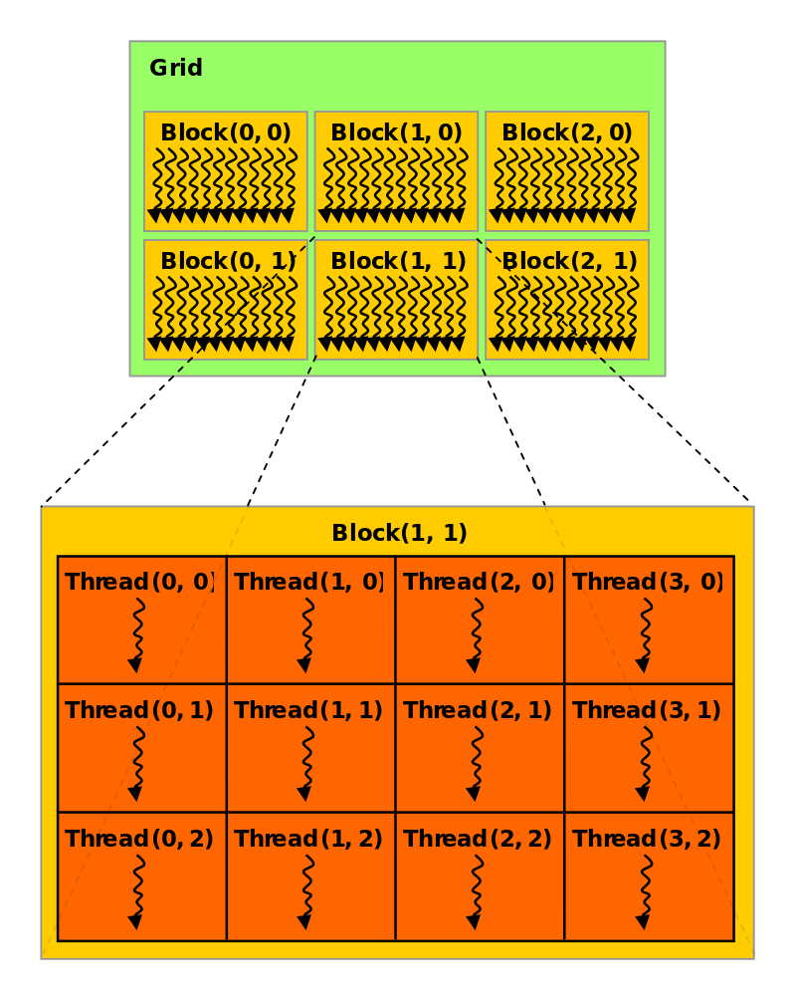 Grid
Block(0, 0) Block(1, 0) Block(2, 0)
Block(0, 1) Block(1, 1) Block(2, 1)
Block(1, 1)
Thread(0, 0) Thread(1, 0) Thread(2, 0) Thread(3, 0)
Thread(0, 1) Thread(1, 1) Thread(2, 1) Thread(3, 1)
Thread(0, 2) Thread(1, 2) Thread(2, 2) Thread(3, 2)